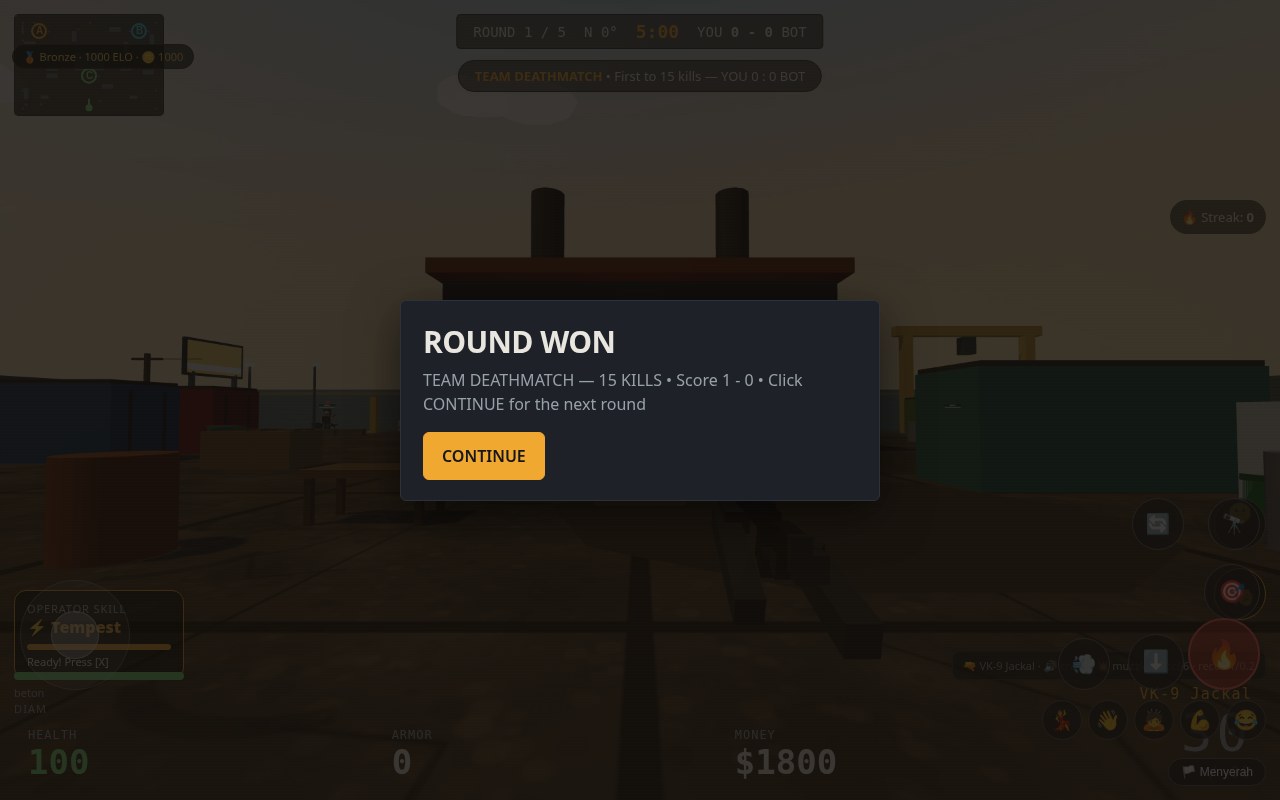 A
B
🏅 Bronze · 1000 ELO · 🪙 1000
C
ROUND 1 / 5 N 0° 5:00 YOU 0 - 0 BOT
TEAM DEATHMATCH • First to 15 kills — YOU 0 : 0 BOT
🔥 Streak: 0
ROUND WON
TEAM DEATHMATCH — 15 KILLS • Score 1 - 0 • Click
CONTINUE for the next round
CONTINUE
OPERATOR SKILL
⚡ Tempest
Ready! Press [X]
beton
DIAM
HEALTH
100
ARMOR
0
MONEY
$1800
VK-9 Jackal ·
VK-9 Jackal
30
🏳 Menyerah